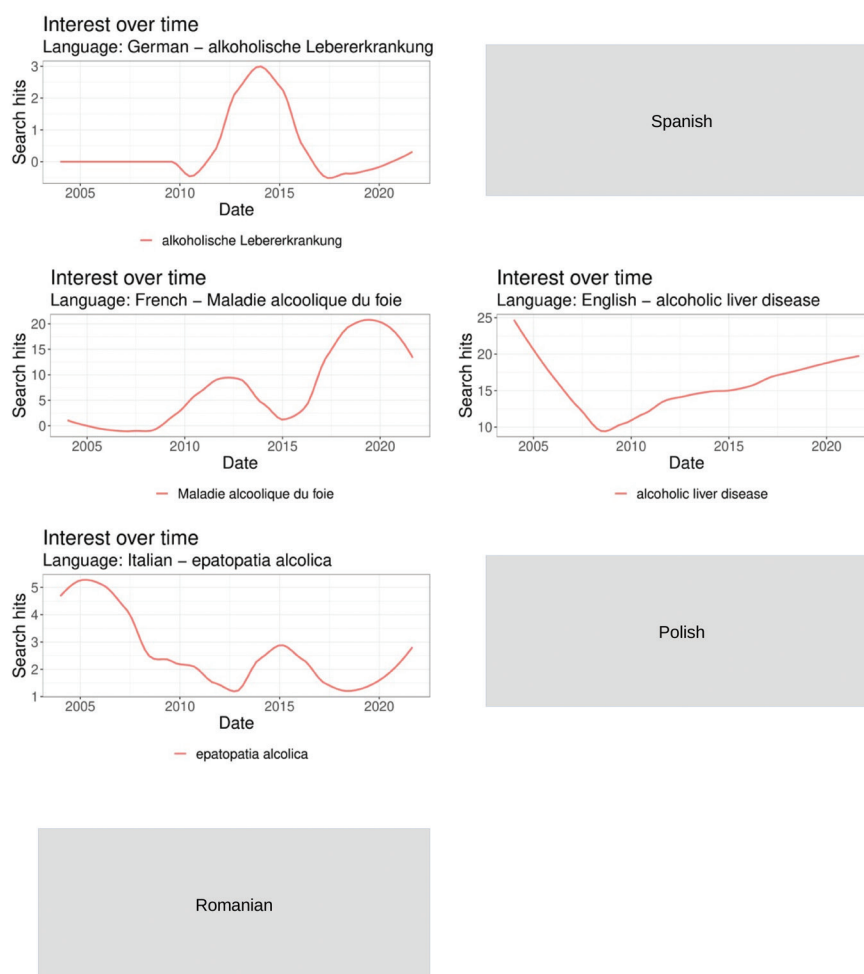 Interest over time
Language: German – alkoholische Lebererkrankung
Search hits
3
2
1
0
2005 2010 2015 2020
Date
alkoholische Lebererkrankung
Spanish
Interest over time
Language: French – Maladie alcoolique du foie
Search hits
20
15
10
5
0
2005 2010 2015 2020
Date
Maladie alcoolique du foie
Interest over time
Language: English – alcoholic liver disease
Search hits
25
20
15
10
2005 2010 2015 2020
Date
alcoholic liver disease
Interest over time
Language: Italian – epatopatia alcolica
Search hits
5
4
3
2
1
2005 2010 2015 2020
Date
epatopatia alcolica
Polish
Romanian